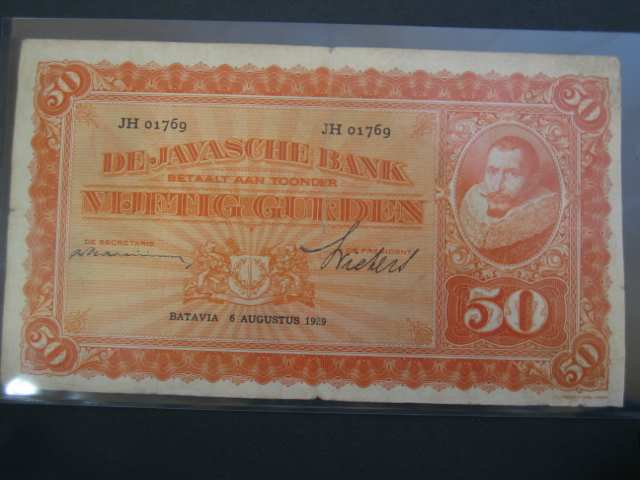 50 50
JH 01769 JH 01769
DE JAVASCHE BANK
BETAALT AAN TOONDER
VIJFTIG GULDEN
DE SECRETARIS DE PRESIDENT
BATAVIA 6 AUGUSTUS 1929
50
50 50